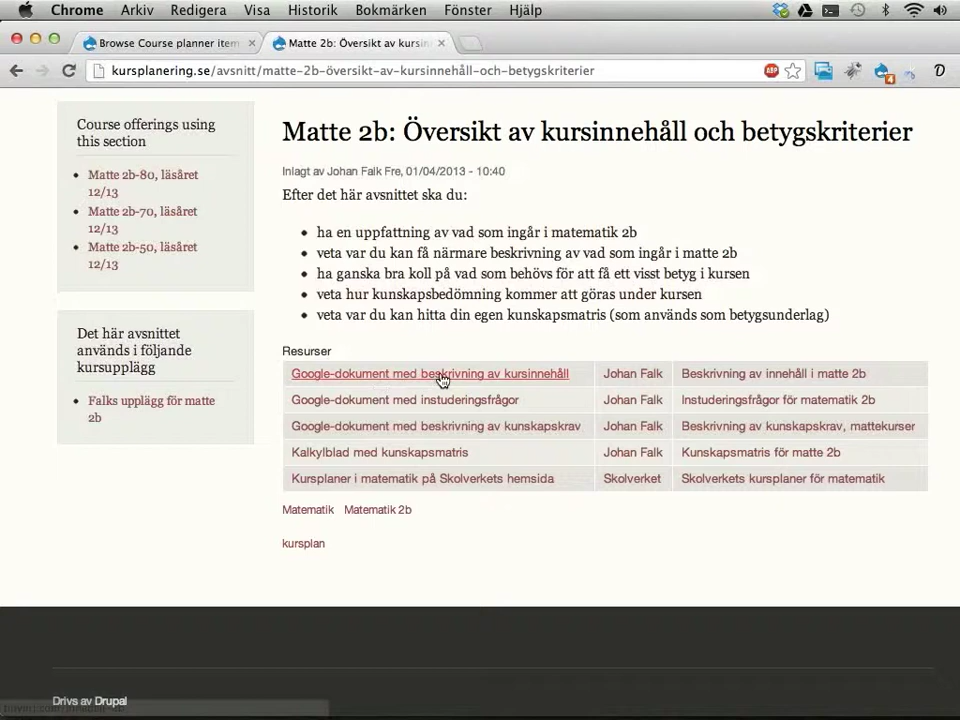 Chrome Arkiv Redigera Visa Historik Bokmärken Fönster Hjälp
Browse Course planner item
Matte 2b: Översikt av kursin
kursplanering.se/avsnitt/matte-2b-översikt-av-kursinnehåll-och-betygskriterier
ABP
4
D
Course offerings using
this section
Matte 2b-80, läsåret
12/13
Matte 2b-70, läsåret
12/13
Matte 2b-50, läsåret
12/13
Det här avsnittet
används i följande
kursupplägg
Falks upplägg för matte
2b
Matte 2b: Översikt av kursinnehåll och betygskriterier
Inlagt av Johan Falk Fre, 01/04/2013 - 10:40
Efter det här avsnittet ska du:
ha en uppfattning av vad som ingår i matematik 2b
veta var du kan få närmare beskrivning av vad som ingår i matte 2b
ha ganska bra koll på vad som behövs för att få ett visst betyg i kursen
veta hur kunskapsbedömning kommer att göras under kursen
veta var du kan hitta din egen kunskapsmatris (som används som betygsunderlag)
Resurser
Google-dokument med beskrivning av kursinnehåll Johan Falk Beskrivning av innehåll i matte 2b
Google-dokument med instuderingsfrågor Johan Falk Instuderingsfrågor för matematik 2b
Google-dokument med beskrivning av kunskapskrav Johan Falk Beskrivning av kunskapskrav, mattekurser
Kalkylblad med kunskapsmatris Johan Falk Kunskapsmatris för matte 2b
Kursplaner i matematik på Skolverkets hemsida Skolverket Skolverkets kursplaner för matematik
Matematik Matematik 2b
kursplan
Drivs av Drupal